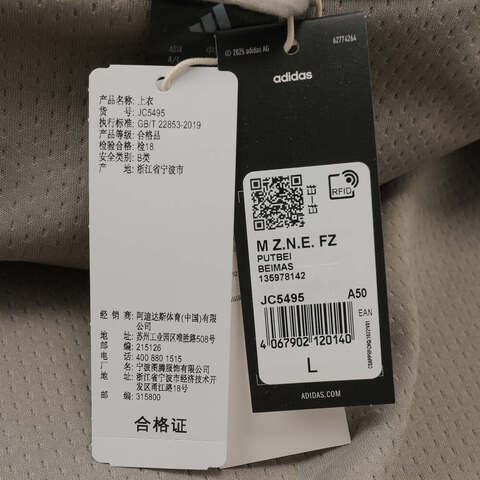 产品名称: 上衣
货 号: JC5495
执行标准: GB/T 22853-2019
产品等级: 合格品
检验合格: 检18
安全类别: B类
产 地: 浙江省宁波市
经 销 商: 阿迪达斯体育(中国)有限公司
地址: 苏州工业园区唯胜路508号
邮编: 215126
电话: 400 880 1515
厂名: 宁波
服饰有限公司
地址: 浙江省宁波市经济技术开发区甬江路18号
邮编: 315800
合格证
© 2025 adidas AG
62774264
adidas
RFID
M Z.N.E. FZ
PUTBEI
BEIMAS
135978142
JC5495
A50
EAN
4 067902 120140
L
ADIDAS.COM